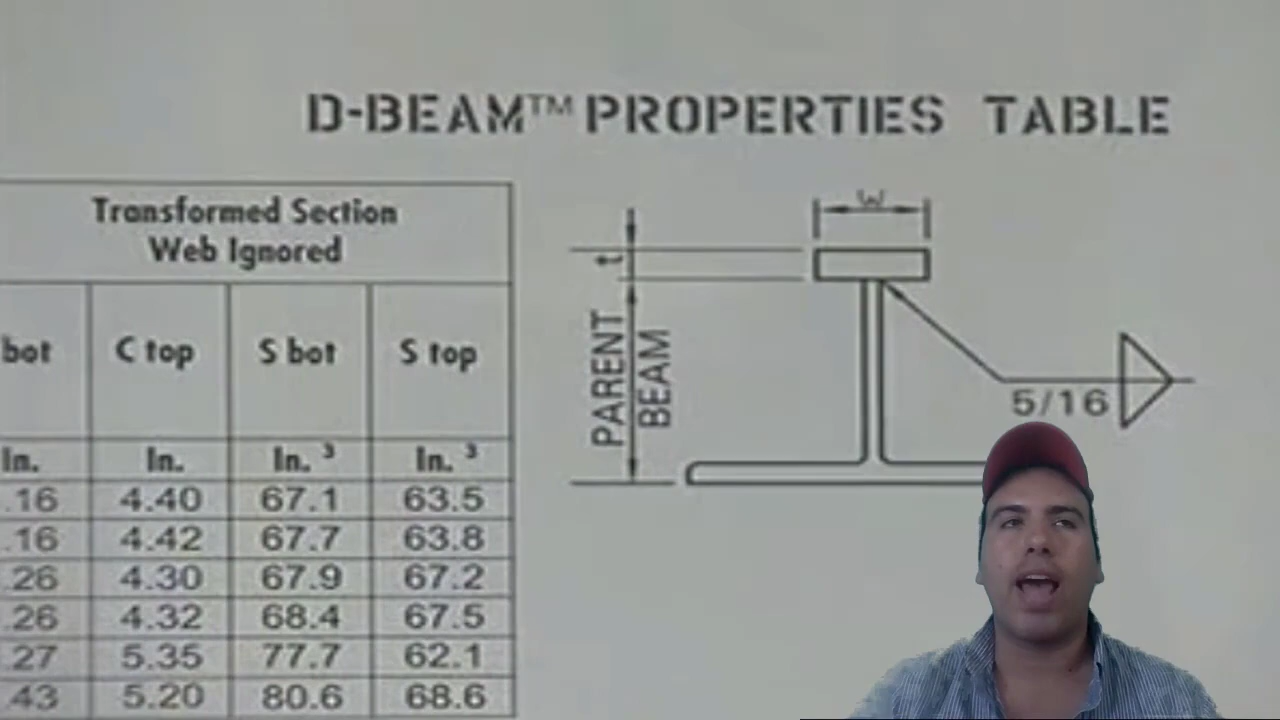 D-BEAM™ PROPERTIES TABLE
Transformed Section
Web Ignored
bot C top S bot S top
In. In. In. ³ In. ³
.16 4.40 67.1 63.5
.16 4.42 67.7 63.8
.26 4.30 67.9 67.2
.26 4.32 68.4 67.5
.27 5.35 77.7 62.1
.43 5.20 80.6 68.6
W
t
PARENT
BEAM
5/16